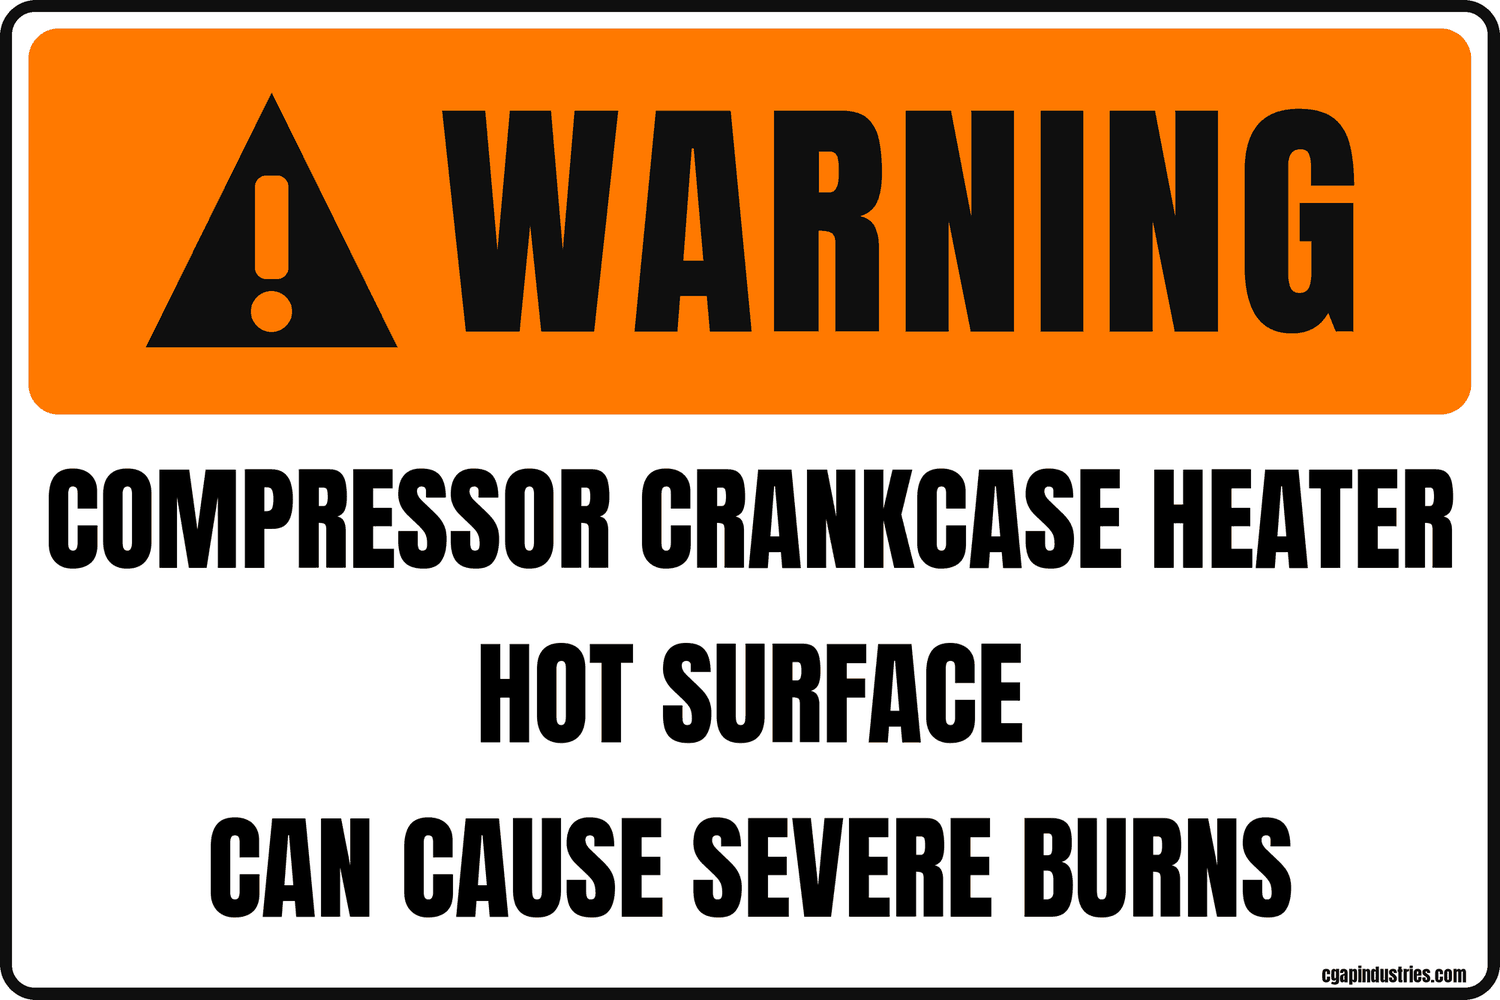 WARNING
COMPRESSOR CRANKCASE HEATER
HOT SURFACE
CAN CAUSE SEVERE BURNS
cgapindustries.com